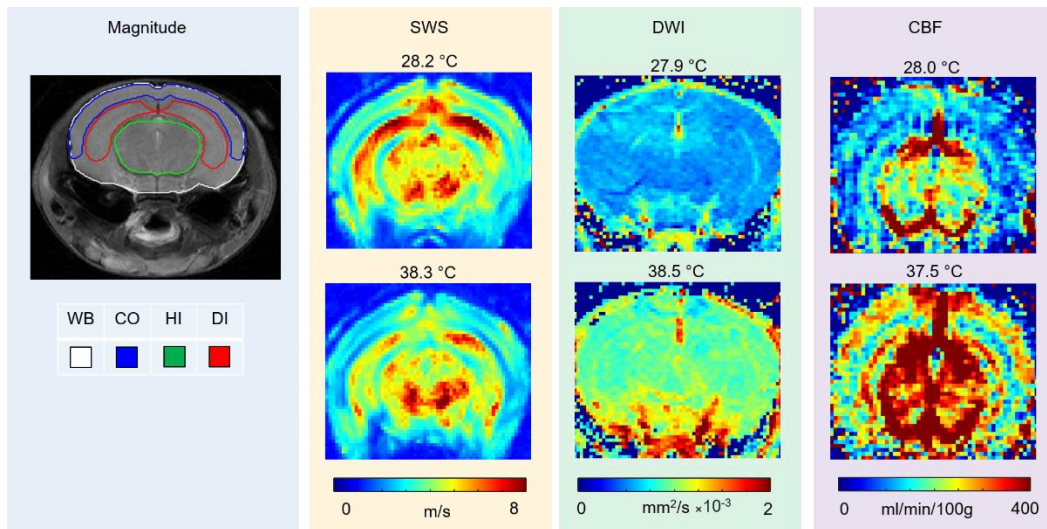 Magnitude
WB CO HI DI
SWS
28.2 °C
38.3 °C
0 8
m/s
DWI
27.9 °C
38.5 °C
0 2
mm²/s ×10⁻³
CBF
28.0 °C
37.5 °C
0 400
ml/min/100g